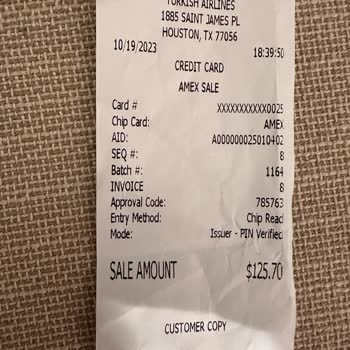 TURKISH AIRLINES
1885 SAINT JAMES PL
HOUSTON, TX 77056
10/19/2023 18:39:50
CREDIT CARD
AMEX SALE
Card # XXXXXXXXXXX0025
Chip Card: AMEX
AID: A000000025010402
SEQ #: 8
Batch #: 1164
INVOICE 8
Approval Code: 785763
Entry Method: Chip Read
Mode: Issuer - PIN Verified
SALE AMOUNT $125.70
CUSTOMER COPY